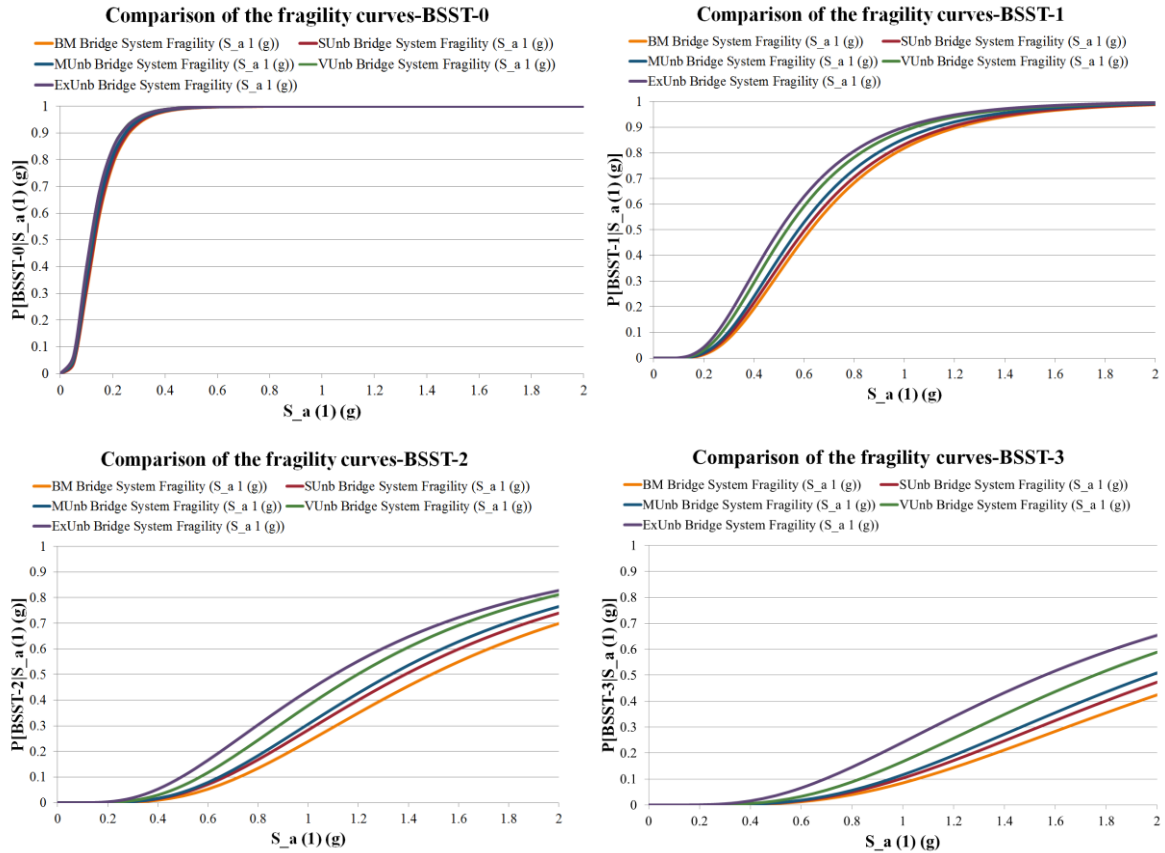 Comparison of the fragility curves-BSST-0
BM Bridge System Fragility (S_a 1 (g)) SUnb Bridge System Fragility (S_a 1 (g))
MUnb Bridge System Fragility (S_a 1 (g)) VUnb Bridge System Fragility (S_a 1 (g))
ExUnb Bridge System Fragility (S_a 1 (g))
P[BSST-0|S_a (1) (g)]
1
0.9
0.8
0.7
0.6
0.5
0.4
0.3
0.2
0.1
0
0 0.2 0.4 0.6 0.8 1 1.2 1.4 1.6 1.8 2
S_a (1) (g)
Comparison of the fragility curves-BSST-1
BM Bridge System Fragility (S_a 1 (g)) SUnb Bridge System Fragility (S_a 1 (g))
MUnb Bridge System Fragility (S_a 1 (g)) VUnb Bridge System Fragility (S_a 1 (g))
ExUnb Bridge System Fragility (S_a 1 (g))
P[BSST-1|S_a (1) (g)]
1
0.9
0.8
0.7
0.6
0.5
0.4
0.3
0.2
0.1
0
0 0.2 0.4 0.6 0.8 1 1.2 1.4 1.6 1.8 2
S_a (1) (g)
Comparison of the fragility curves-BSST-2
BM Bridge System Fragility (S_a 1 (g)) SUnb Bridge System Fragility (S_a 1 (g))
MUnb Bridge System Fragility (S_a 1 (g)) VUnb Bridge System Fragility (S_a 1 (g))
ExUnb Bridge System Fragility (S_a 1 (g))
P[BSST-2|S_a (1) (g)]
1
0.9
0.8
0.7
0.6
0.5
0.4
0.3
0.2
0.1
0
0 0.2 0.4 0.6 0.8 1 1.2 1.4 1.6 1.8 2
S_a (1) (g)
Comparison of the fragility curves-BSST-3
BM Bridge System Fragility (S_a 1 (g)) SUnb Bridge System Fragility (S_a 1 (g))
MUnb Bridge System Fragility (S_a 1 (g)) VUnb Bridge System Fragility (S_a 1 (g))
ExUnb Bridge System Fragility (S_a 1 (g))
P[BSST-3|S_a (1) (g)]
1
0.9
0.8
0.7
0.6
0.5
0.4
0.3
0.2
0.1
0
0 0.2 0.4 0.6 0.8 1 1.2 1.4 1.6 1.8 2
S_a (1) (g)